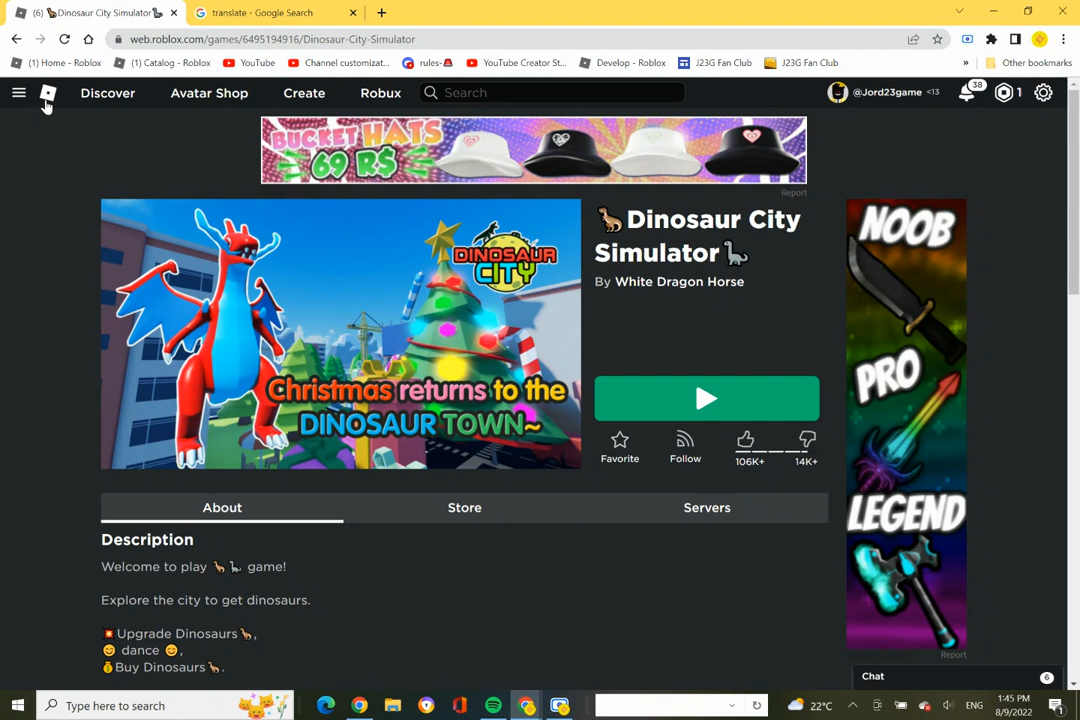 (6) 🦕Dinosaur City Simulator🦕
translate - Google Search
web.roblox.com/games/6495194916/Dinosaur-City-Simulator
(1) Home - Roblox
(1) Catalog - Roblox
YouTube
Channel customizat...
rules-
YouTube Creator St...
Develop - Roblox
J23G Fan Club
J23G Fan Club
»
Other bookmarks
Discover
Avatar Shop
Create
Robux
Search
@Jord23game <13
38
1
BUCKET HATS
69 R$
Report
DINOSAUR
CITY
Christmas returns to the
DINOSAUR TOWN~
🦖Dinosaur City
Simulator🦕
By White Dragon Horse
Favorite
Follow
106K+
14K+
NOOB
PRO
LEGEND
Report
About
Store
Servers
Description
Welcome to play 🦖🦕 game!
Explore the city to get dinosaurs.
💥Upgrade Dinosaurs🦖,
😊 dance 😊,
💰Buy Dinosaurs🦖.
Chat
6
Type here to search
22°C
ENG
1:45 PM
8/9/2022
1